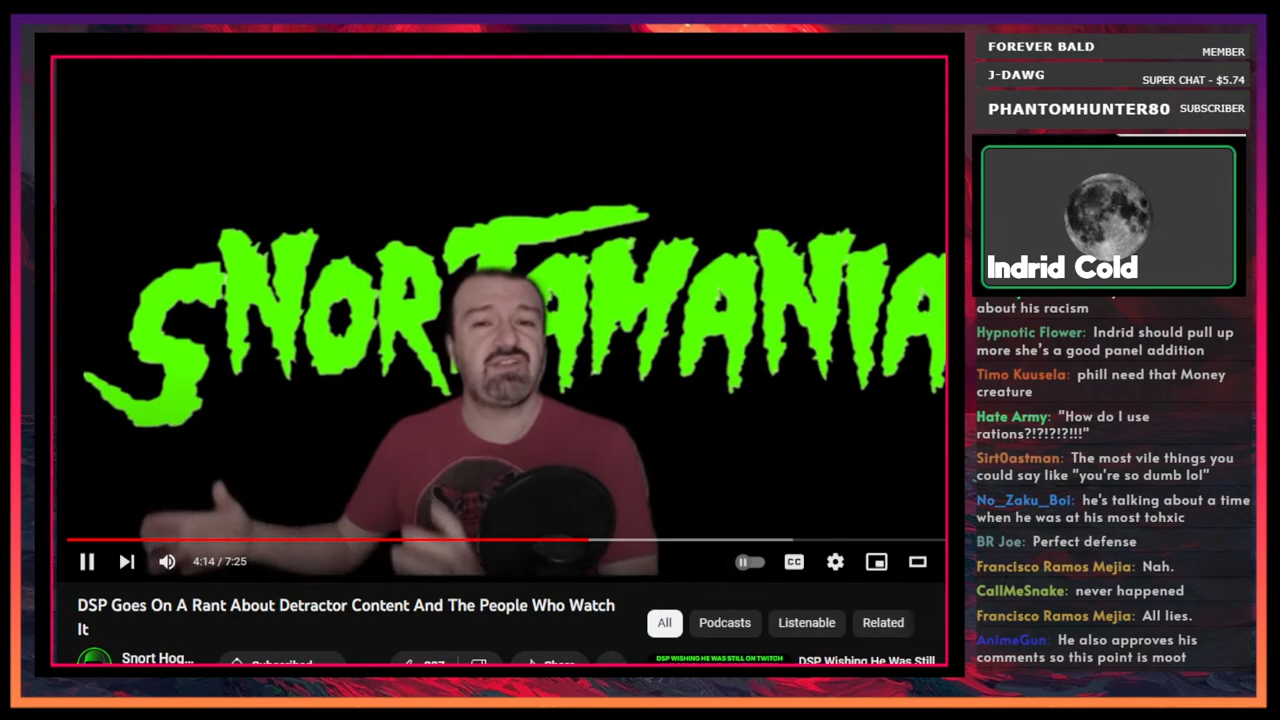 FOREVER BALD
MEMBER
J-DAWG
SUPER CHAT - $5.74
PHANTOMHUNTER80
SUBSCRIBER
SNORTAMANIA
Indrid Cold
about his racism
Hypnotic Flower: Indrid should pull up
more she's a good panel addition
Timo Kuusela: phill need that Money
creature
Hate Army: "How do I use
rations?!?!?!?!!!"
Sirt0astman: The most vile things you
could say like "you're so dumb lol"
No_Zaku_Boi: he's talking about a time
when he was at his most tohxic
BR Joe: Perfect defense
Francisco Ramos Mejia: Nah.
CallMeSnake: never happened
Francisco Ramos Mejia: All lies.
AnimeGun: He also approves his
comments so this point is moot
4:14 / 7:25
CC
DSP Goes On A Rant About Detractor Content And The People Who Watch
It
All
Podcasts
Listenable
Related
Snort Hog...
Subscribed
Share
DSP WISHING HE WAS STILL ON TWITCH
DSP Wishing He Was Still